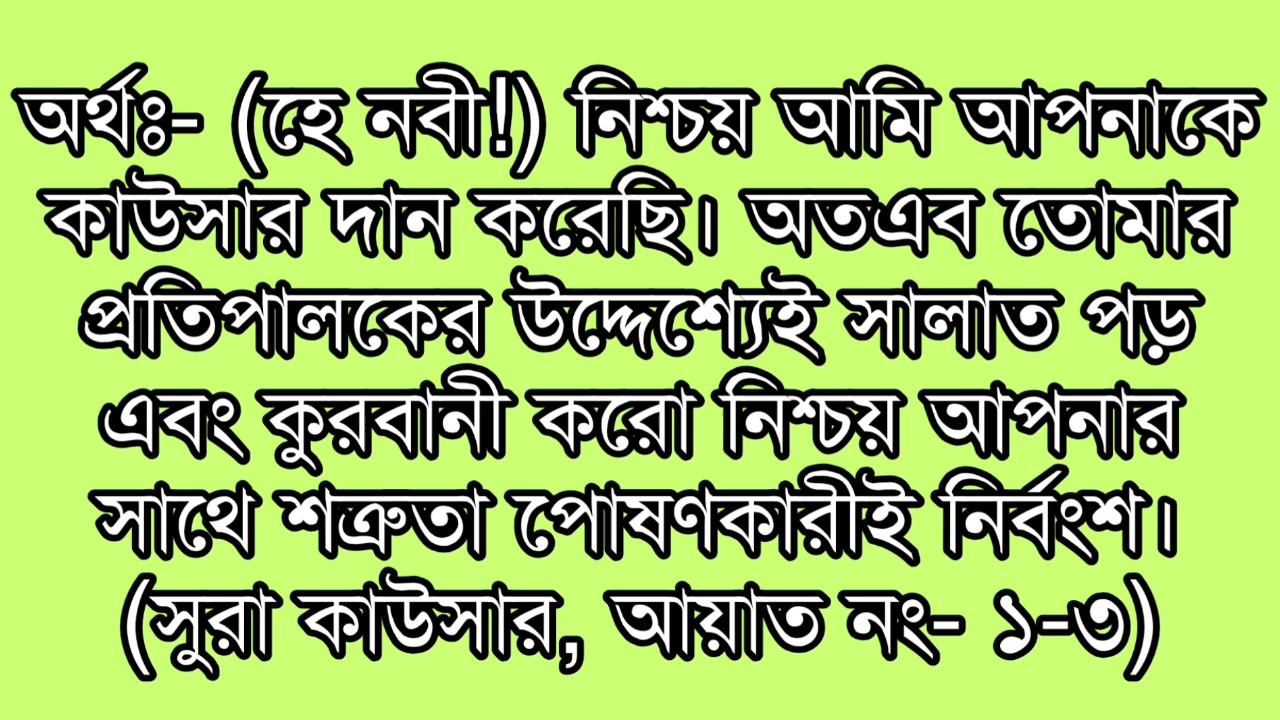 অর্থঃ- (হে নবী!) নিশ্চয় আমি আপনাকে
কাউসার দান করেছি। অতএব তোমার
প্রতিপালকের উদ্দেশ্যেই সালাত পড়
এবং কুরবানী করো নিশ্চয় আপনার
সাথে শত্রুতা পোষণকারীই নির্বংশ।
(সুরা কাউসার, আয়াত নং- ১-৩)